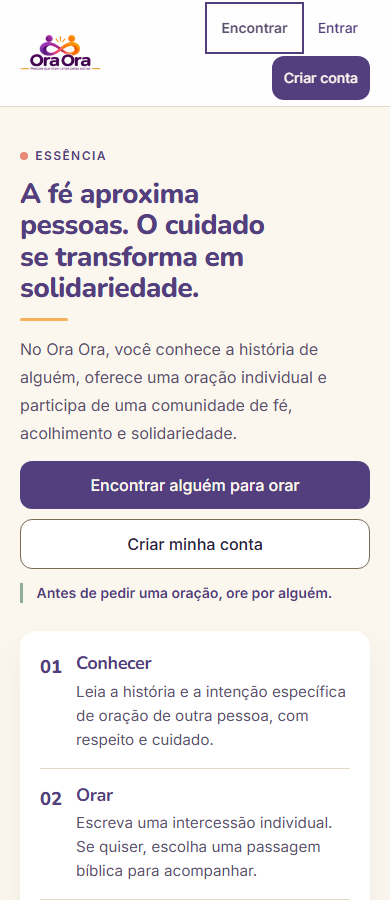 Encontrar
Entrar
Ora Ora
Criar conta
ESSÊNCIA
A fé aproxima
pessoas. O cuidado
se transforma em
solidariedade.
No Ora Ora, você conhece a história de
alguém, oferece uma oração individual e
participa de uma comunidade de fé,
acolhimento e solidariedade.
Encontrar alguém para orar
Criar minha conta
Antes de pedir uma oração, ore por alguém.
01 Conhecer
Leia a história e a intenção específica
de oração de outra pessoa, com
respeito e cuidado.
02 Orar
Escreva uma intercessão individual.
Se quiser, escolha uma passagem
bíblica para acompanhar.